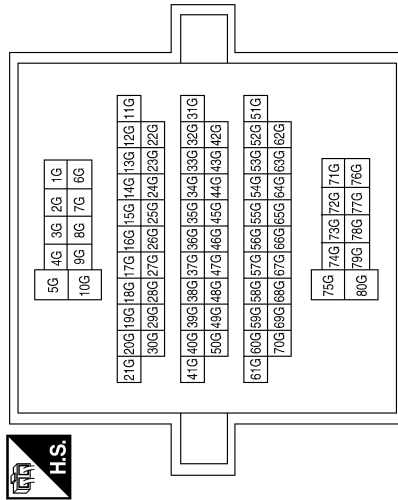 H.S.
5G 4G 3G 2G 1G
10G 9G 8G 7G 6G
21G 20G 19G 18G 17G 16G 15G 14G 13G 12G 11G
30G 29G 28G 27G 26G 25G 24G 23G 22G
41G 40G 39G 38G 37G 36G 35G 34G 33G 32G 31G
50G 49G 48G 47G 46G 45G 44G 43G 42G
61G 60G 59G 58G 57G 56G 55G 54G 53G 52G 51G
70G 69G 68G 67G 66G 65G 64G 63G 62G
75G 74G 73G 72G 71G
80G 79G 78G 77G 76G